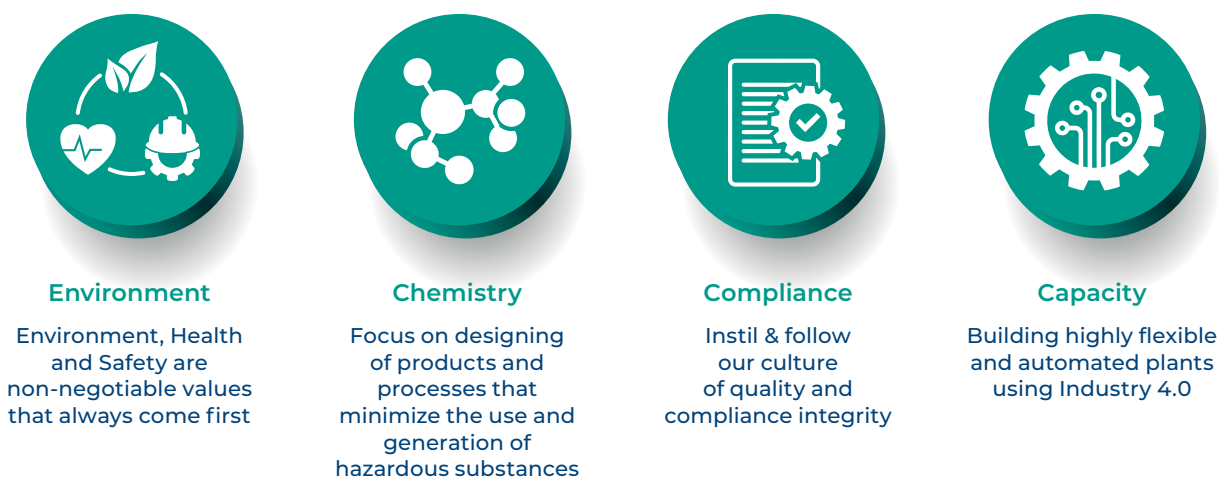 Environment
Environment, Health
and Safety are
non-negotiable values
that always come first
Chemistry
Focus on designing
of products and
processes that
minimize the use and
generation of
hazardous substances
Compliance
Instil & follow
our culture
of quality and
compliance integrity
Capacity
Building highly flexible
and automated plants
using Industry 4.0